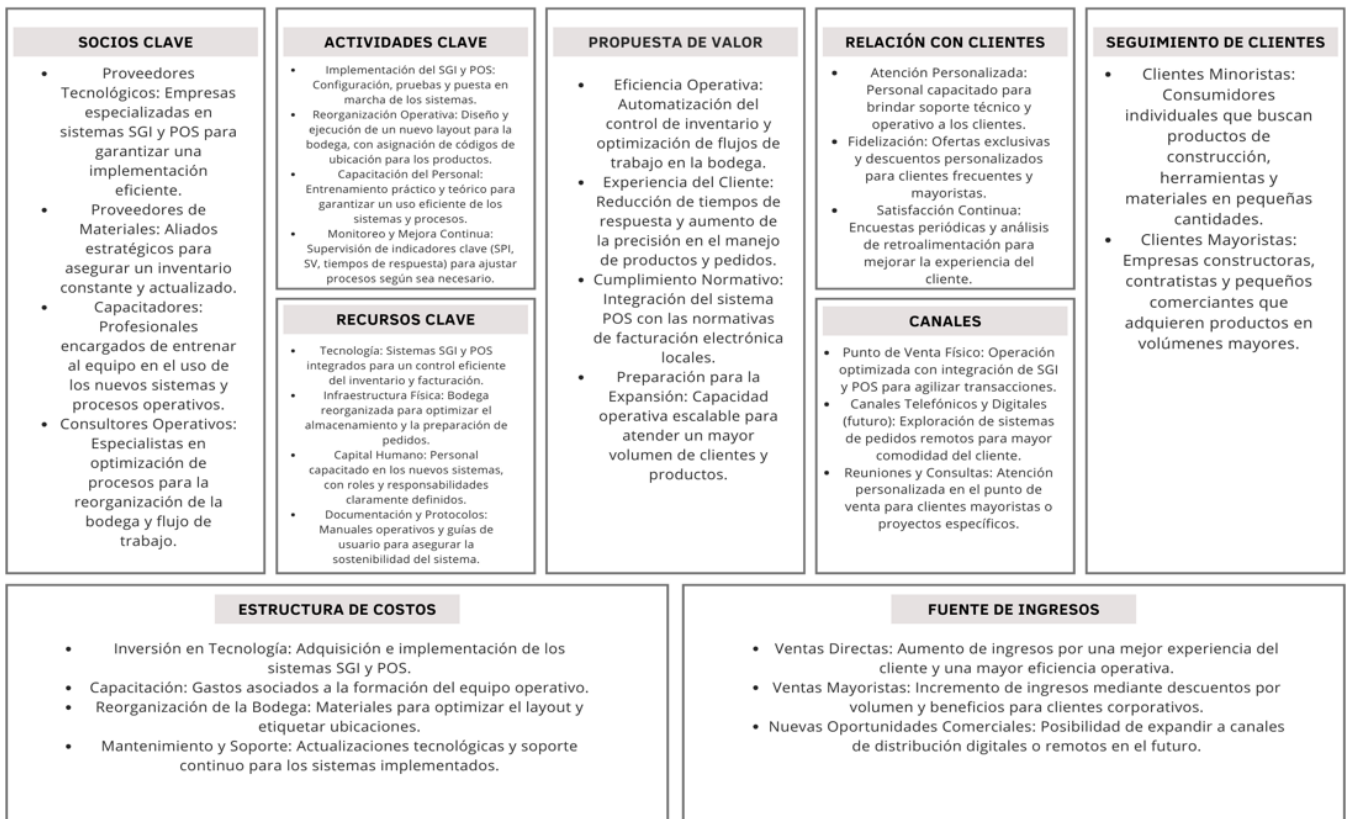 SOCIOS CLAVE
• Proveedores
Tecnológicos: Empresas
especializadas en
sistemas SGI y POS para
garantizar una
implementación
eficiente.
• Proveedores de
Materiales: Aliados
estratégicos para
asegurar un inventario
constante y actualizado.
• Capacitadores:
Profesionales
encargados de entrenar
al equipo en el uso de
los nuevos sistemas y
procesos operativos.
• Consultores Operativos:
Especialistas en
optimización de
procesos para la
reorganización de la
bodega y flujo de
trabajo.
ACTIVIDADES CLAVE
• Implementación del SGI y POS:
Configuración, pruebas y puesta en
marcha de los sistemas.
• Reorganización Operativa: Diseño y
ejecución de un nuevo layout para la
bodega, con asignación de códigos de
ubicación para los productos.
• Capacitación del Personal:
Entrenamiento práctico y teórico para
garantizar un uso eficiente de los
sistemas y procesos.
• Monitoreo y Mejora Continua:
Supervisión de indicadores clave (SPI,
SV, tiempos de respuesta) para ajustar
procesos según sea necesario.
RECURSOS CLAVE
• Tecnología: Sistemas SGI y POS
integrados para un control eficiente
del inventario y facturación.
• Infraestructura Física: Bodega
reorganizada para optimizar el
almacenamiento y la preparación de
pedidos.
• Capital Humano: Personal
capacitado en los nuevos sistemas,
con roles y responsabilidades
claramente definidos.
• Documentación y Protocolos:
Manuales operativos y guías de
usuario para asegurar la
sostenibilidad del sistema.
PROPUESTA DE VALOR
• Eficiencia Operativa:
Automatización del
control de inventario y
optimización de flujos de
trabajo en la bodega.
• Experiencia del Cliente:
Reducción de tiempos de
respuesta y aumento de
la precisión en el manejo
de productos y pedidos.
• Cumplimiento Normativo:
Integración del sistema
POS con las normativas
de facturación electrónica
locales.
• Preparación para la
Expansión: Capacidad
operativa escalable para
atender un mayor
volumen de clientes y
productos.
RELACIÓN CON CLIENTES
• Atención Personalizada:
Personal capacitado para
brindar soporte técnico y
operativo a los clientes.
• Fidelización: Ofertas exclusivas
y descuentos personalizados
para clientes frecuentes y
mayoristas.
• Satisfacción Continua:
Encuestas periódicas y análisis
de retroalimentación para
mejorar la experiencia del
cliente.
CANALES
• Punto de Venta Físico: Operación
optimizada con integración de SGI
y POS para agilizar transacciones.
• Canales Telefónicos y Digitales
(futuro): Exploración de sistemas
de pedidos remotos para mayor
comodidad del cliente.
• Reuniones y Consultas: Atención
personalizada en el punto de
venta para clientes mayoristas o
proyectos específicos.
SEGUIMIENTO DE CLIENTES
• Clientes Minoristas:
Consumidores
individuales que buscan
productos de
construcción,
herramientas y
materiales en pequeñas
cantidades.
• Clientes Mayoristas:
Empresas constructoras,
contratistas y pequeños
comerciantes que
adquieren productos en
volúmenes mayores.
ESTRUCTURA DE COSTOS
• Inversión en Tecnología: Adquisición e implementación de los
sistemas SGI y POS.
• Capacitación: Gastos asociados a la formación del equipo operativo.
• Reorganización de la Bodega: Materiales para optimizar el layout y
etiquetar ubicaciones.
• Mantenimiento y Soporte: Actualizaciones tecnológicas y soporte
continuo para los sistemas implementados.
FUENTE DE INGRESOS
• Ventas Directas: Aumento de ingresos por una mejor experiencia del
cliente y una mayor eficiencia operativa.
• Ventas Mayoristas: Incremento de ingresos mediante descuentos por
volumen y beneficios para clientes corporativos.
• Nuevas Oportunidades Comerciales: Posibilidad de expandir a canales
de distribución digitales o remotos en el futuro.